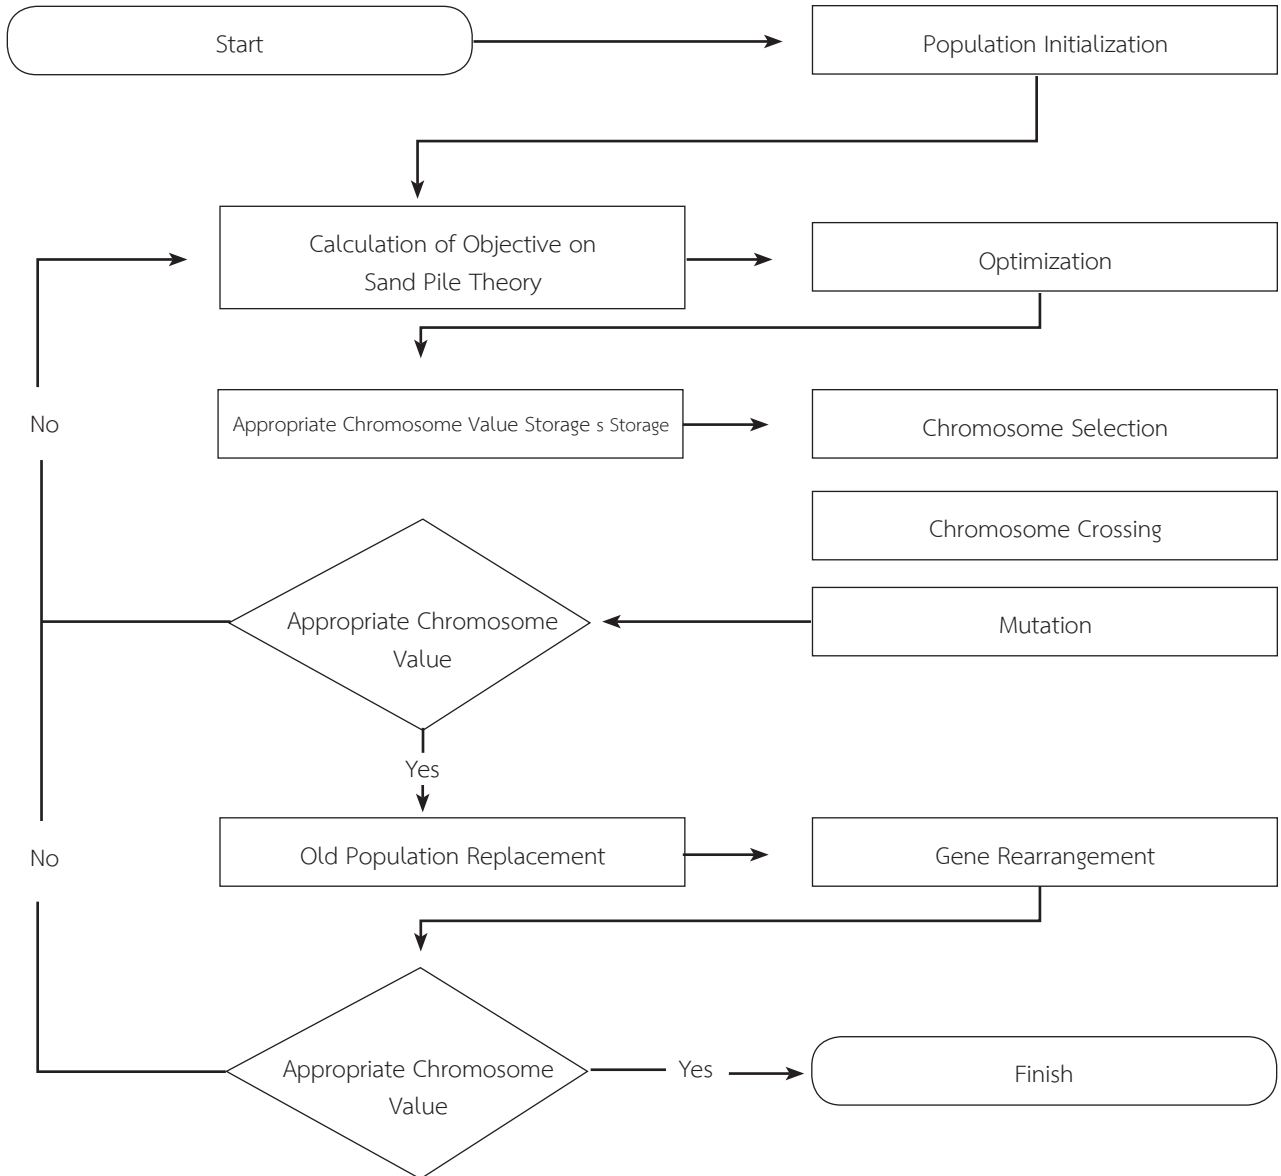 Start
Population Initialization
Calculation of Objective on
Sand Pile Theory
Optimization
No
Appropriate Chromosome Value Storage s Storage
Chromosome Selection
Chromosome Crossing
Appropriate Chromosome
Value
Mutation
Yes
No
Old Population Replacement
Gene Rearrangement
Appropriate Chromosome
Value
Yes
Finish